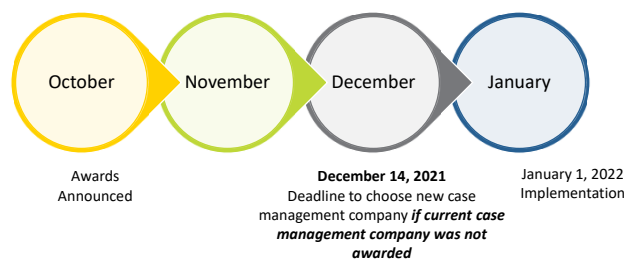 October
November
December
January
Awards
Announced
December 14, 2021
Deadline to choose new case
management company if current case
management company was not
awarded
January 1, 2022
Implementation